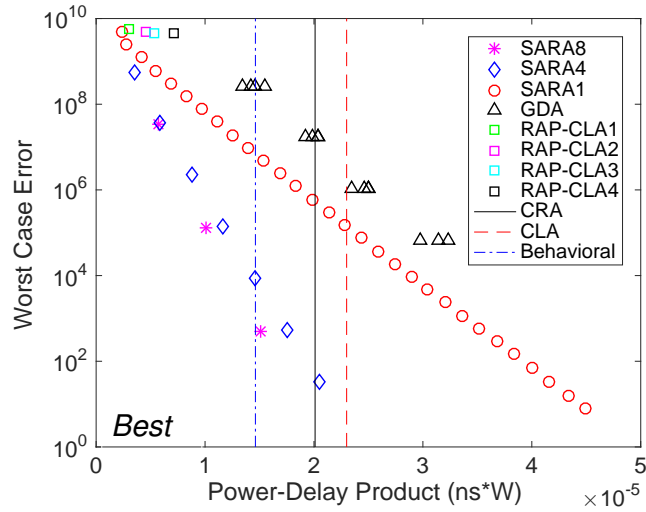 10^10
10^8
10^6
10^4
10^2
10^0
Worst Case Error
SARA8
SARA4
SARA1
GDA
RAP-CLA1
RAP-CLA2
RAP-CLA3
RAP-CLA4
CRA
CLA
Behavioral
Best
0 1 2 3 4 5
Power-Delay Product (ns*W)
×10^-5